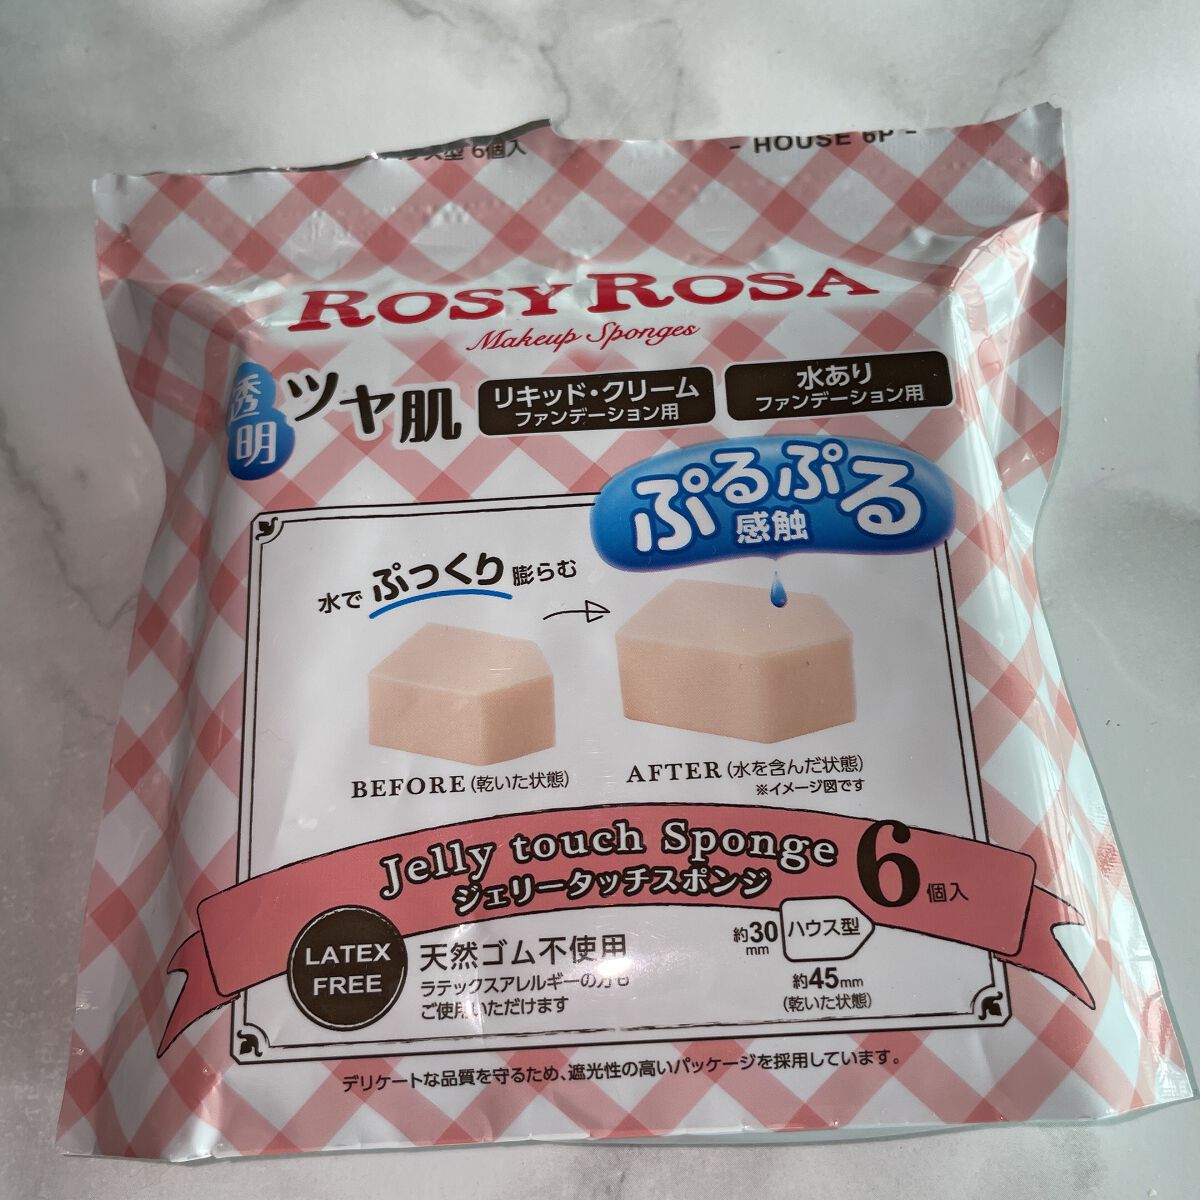 型 6個入
- HOUSE 6P -
ROSY ROSA
Makeup Sponges
透明
ツヤ肌
リキッド・クリーム
ファンデーション用
水あり
ファンデーション用
ぷるぷる
感触
水でぷっくり膨らむ
BEFORE(乾いた状態)
AFTER(水を含んだ状態)
※イメージ図です
Jelly touch Sponge
ジェリータッチスポンジ
6個入
LATEX
FREE
天然ゴム不使用
ラテックスアレルギーの方も
ご使用いただけます
約30
mm
ハウス型
約45mm
(乾いた状態)
デリケートな品質を守るため、遮光性の高いパッケージを採用しています。